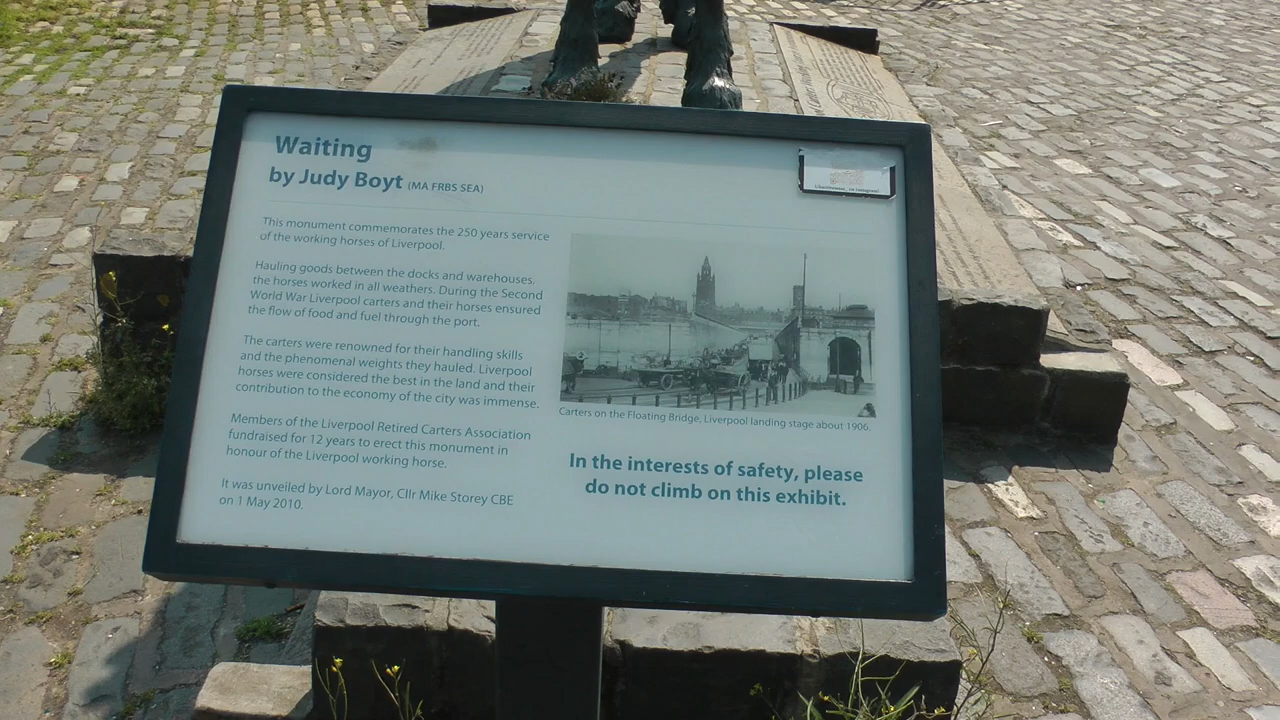 Waiting
by Judy Boyt (MA FRBS SEA)
This monument commemorates the 250 years service
of the working horses of Liverpool.
Hauling goods between the docks and warehouses,
the horses worked in all weathers. During the Second
World War Liverpool carters and their horses ensured
the flow of food and fuel through the port.
The carters were renowned for their handling skills
and the phenomenal weights they hauled. Liverpool
horses were considered the best in the land and their
contribution to the economy of the city was immense.
Members of the Liverpool Retired Carters Association
fundraised for 12 years to erect this monument in
honour of the Liverpool working horse.
It was unveiled by Lord Mayor, Cllr Mike Storey CBE
on 1 May 2010.
Carters on the Floating Bridge, Liverpool landing stage about 1906.
In the interests of safety, please
do not climb on this exhibit.